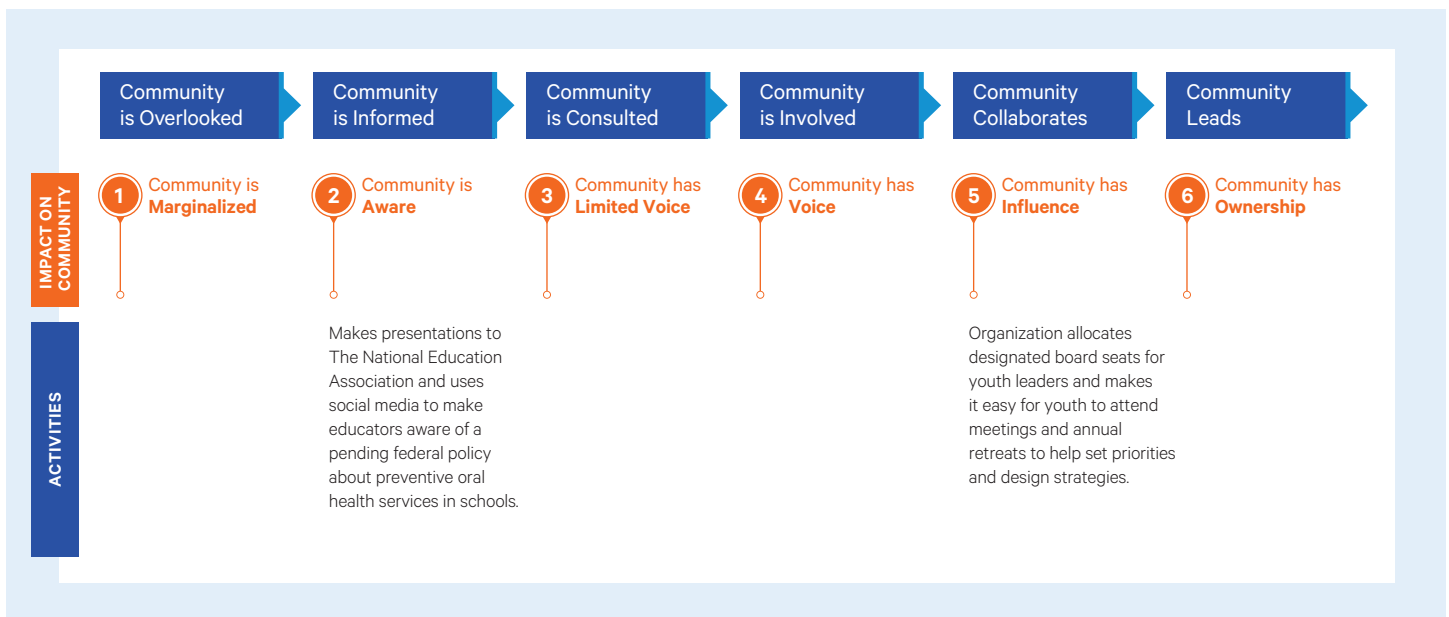 Community
is Overlooked
Community
is Informed
Community
is Consulted
Community
is Involved
Community
Collaborates
Community
Leads
IMPACT ON
COMMUNITY
1
Community is
Marginalized
2
Community is
Aware
3
Community has
Limited Voice
4
Community has
Voice
5
Community has
Influence
6
Community has
Ownership
ACTIVITIES
Makes presentations to
The National Education
Association and uses
social media to make
educators aware of a
pending federal policy
about preventive oral
health services in schools.
Organization allocates
designated board seats for
youth leaders and makes
it easy for youth to attend
meetings and annual
retreats to help set priorities
and design strategies.